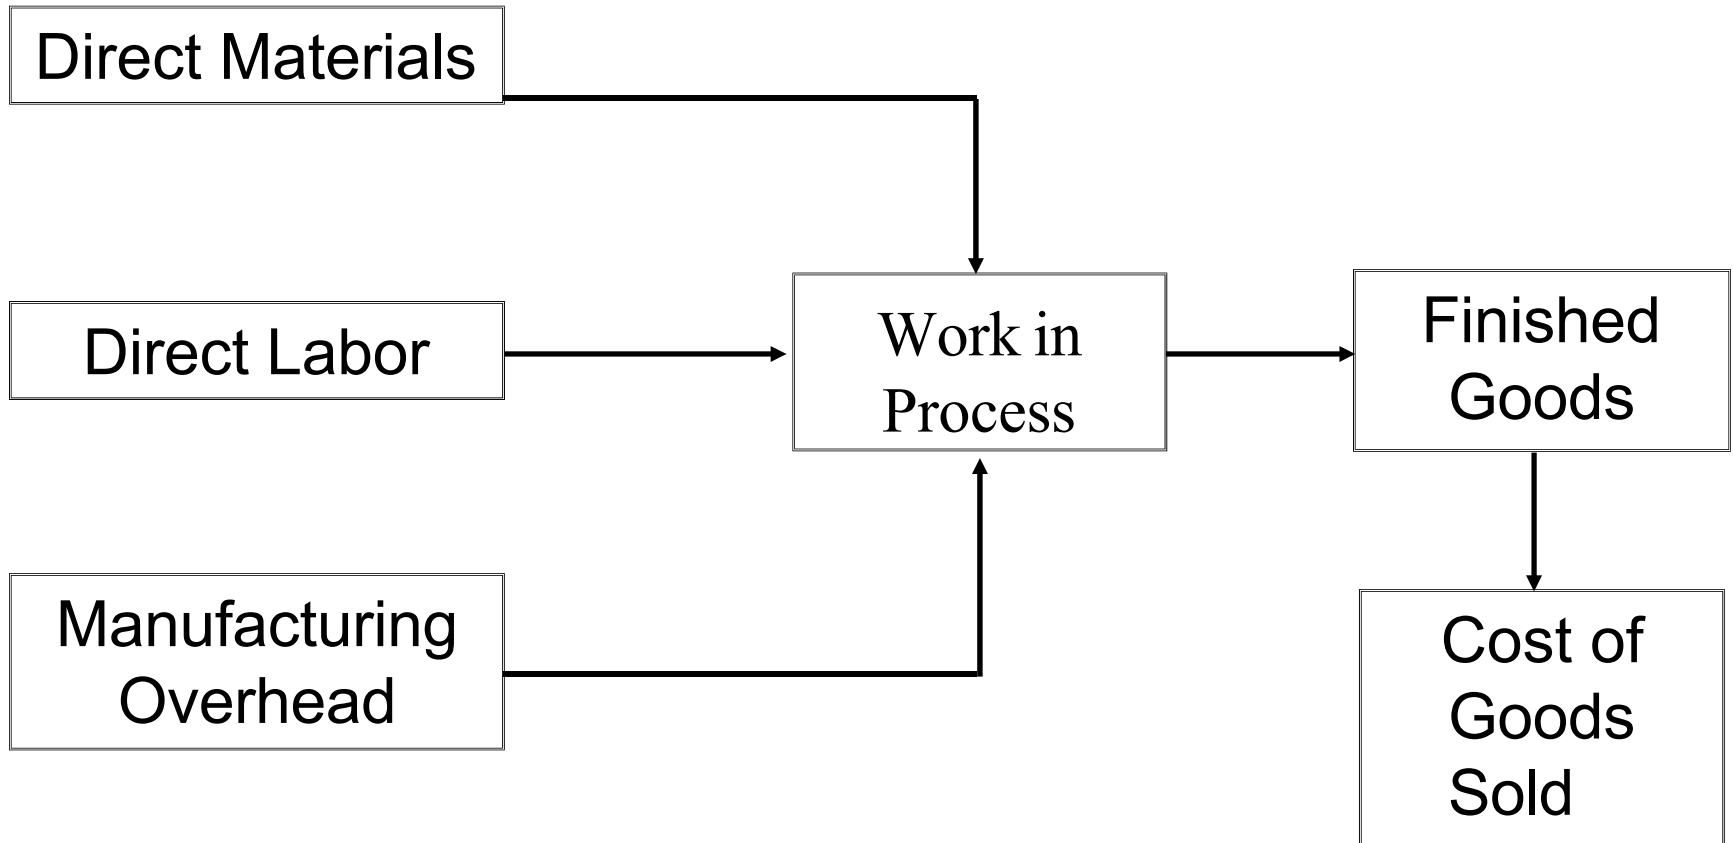 Direct Materials
Direct Labor
Manufacturing
Overhead
Work in
Process
Finished
Goods
Cost of
Goods
Sold